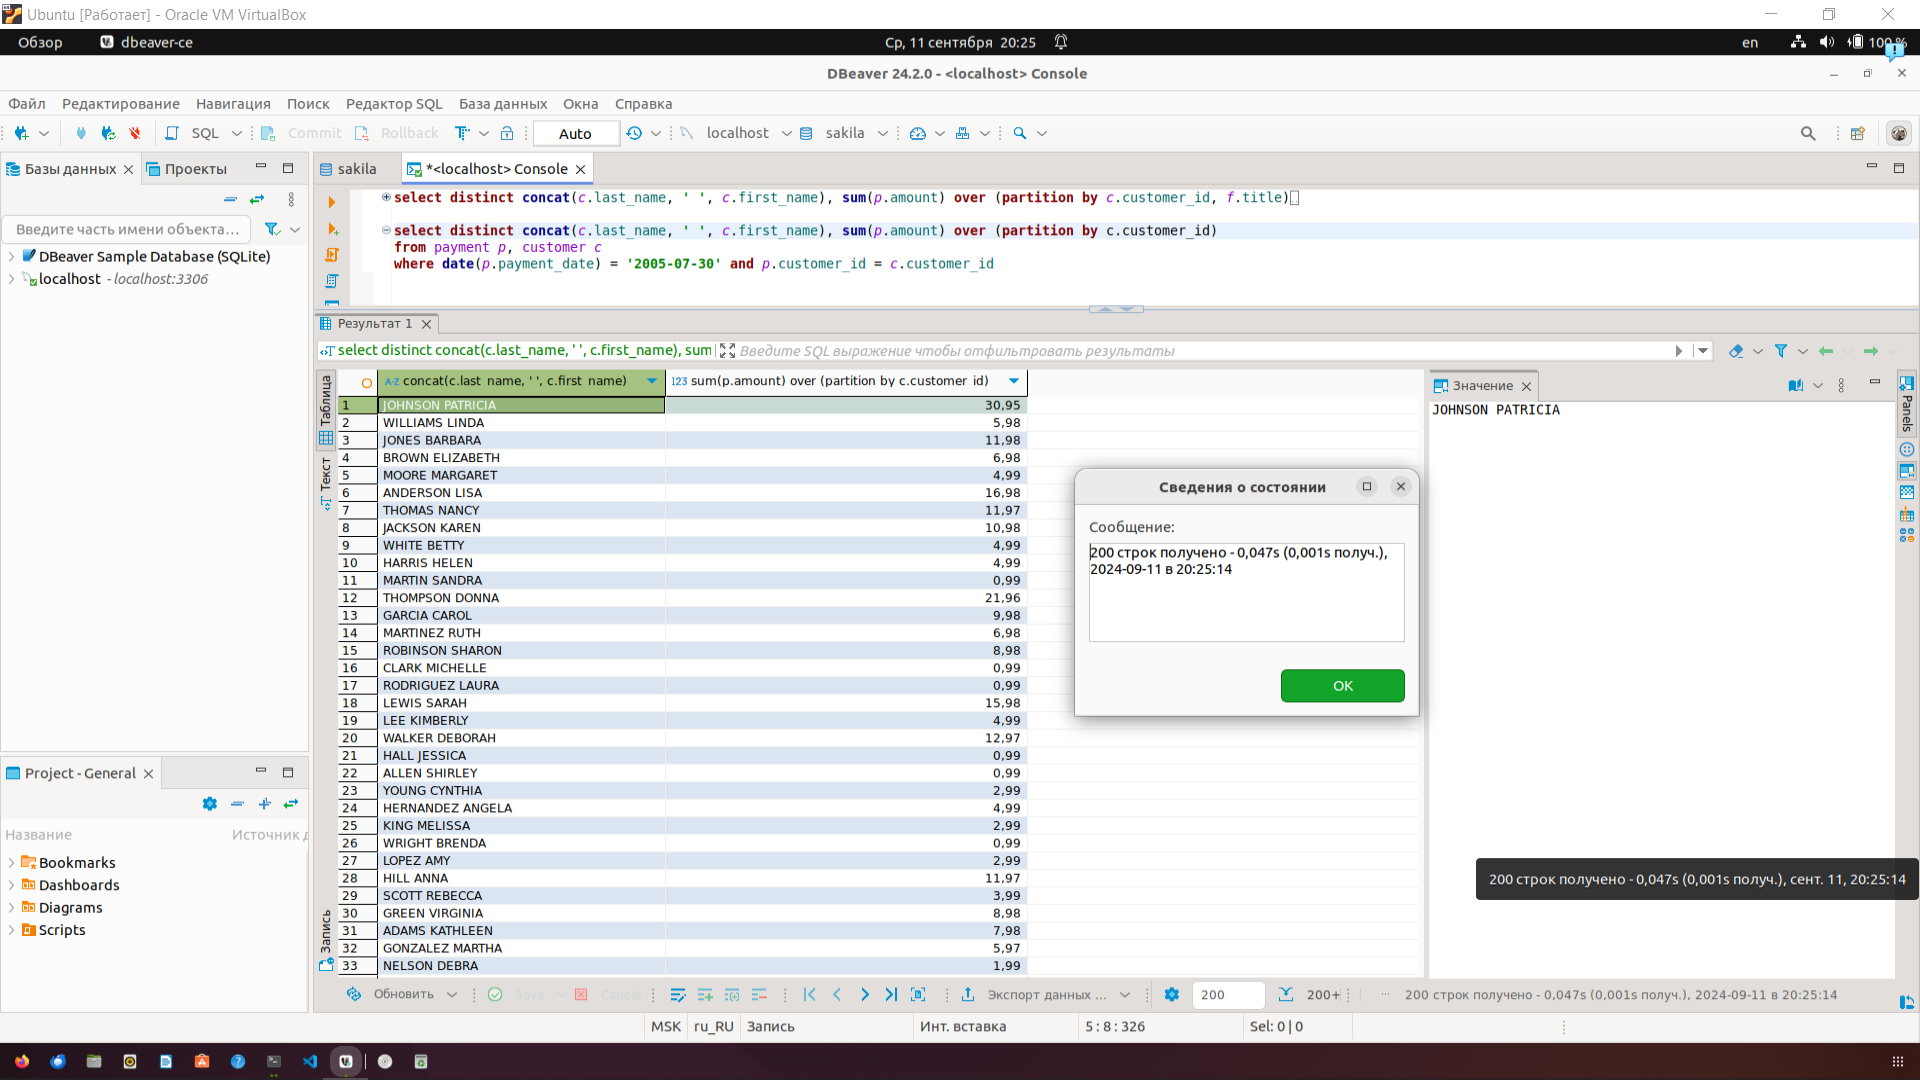 Ubuntu [Работает] - Oracle VM VirtualBox
Обзор
dbeaver-ce
Ср, 11 сентября 20:25
en
100 %
DBeaver 24.2.0 - <localhost> Console
Файл Редактирование Навигация Поиск Редактор SQL База данных Окна Справка
SQL Commit Rollback Auto localhost sakila
Базы данных
Проекты
sakila
*<localhost> Console
Введите часть имени объекта...
DBeaver Sample Database (SQLite)
localhost - localhost:3306
select distinct concat(c.last_name, ' ', c.first_name), sum(p.amount) over (partition by c.customer_id, f.title)
select distinct concat(c.last_name, ' ', c.first_name), sum(p.amount) over (partition by c.customer_id)
from payment p, customer c
where date(p.payment_date) = '2005-07-30' and p.customer_id = c.customer_id
Результат 1
select distinct concat(c.last_name, ' ', c.first_name), sum
Введите SQL выражение чтобы отфильтровать результаты
Таблица
Текст
Запись
concat(c.last_name, ' ', c.first_name)
123 sum(p.amount) over (partition by c.customer_id)
1 JOHNSON PATRICIA 30,95
2 WILLIAMS LINDA 5,98
3 JONES BARBARA 11,98
4 BROWN ELIZABETH 6,98
5 MOORE MARGARET 4,99
6 ANDERSON LISA 16,98
7 THOMAS NANCY 11,97
8 JACKSON KAREN 10,98
9 WHITE BETTY 4,99
10 HARRIS HELEN 4,99
11 MARTIN SANDRA 0,99
12 THOMPSON DONNA 21,96
13 GARCIA CAROL 9,98
14 MARTINEZ RUTH 6,98
15 ROBINSON SHARON 8,98
16 CLARK MICHELLE 0,99
17 RODRIGUEZ LAURA 0,99
18 LEWIS SARAH 15,98
19 LEE KIMBERLY 4,99
20 WALKER DEBORAH 12,97
21 HALL JESSICA 0,99
22 ALLEN SHIRLEY 0,99
23 YOUNG CYNTHIA 2,99
24 HERNANDEZ ANGELA 4,99
25 KING MELISSA 2,99
26 WRIGHT BRENDA 0,99
27 LOPEZ AMY 2,99
28 HILL ANNA 11,97
29 SCOTT REBECCA 3,99
30 GREEN VIRGINIA 8,98
31 ADAMS KATHLEEN 7,98
32 GONZALEZ MARTHA 5,97
33 NELSON DEBRA 1,99
Значение
JOHNSON PATRICIA
Panels
Сведения о состоянии
Сообщение:
200 строк получено - 0,047s (0,001s получ.),
2024-09-11 в 20:25:14
OK
200 строк получено - 0,047s (0,001s получ.), сент. 11, 20:25:14
Project - General
Название
Источник д
Bookmarks
Dashboards
Diagrams
Scripts
Обновить Save Cancel Экспорт данных ... 200 200+ 200 строк получено - 0,047s (0,001s получ.), 2024-09-11 в 20:25:14
MSK ru_RU Запись Инт. вставка 5 : 8 : 326 Sel: 0 | 0